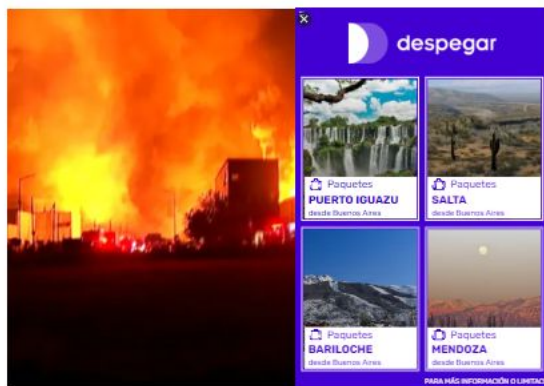 despegar
Paquetes
PUERTO IGUAZU
desde Buenos Aires
Paquetes
SALTA
desde Buenos Aires
Paquetes
BARILOCHE
desde Buenos Aires
Paquetes
MENDOZA
desde Buenos Aires
PARA MÁS INFORMACIÓN O LIMITAC